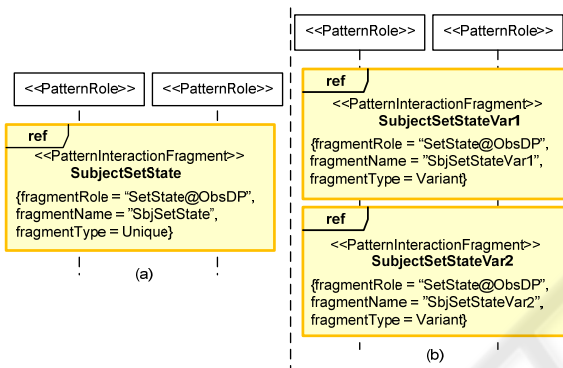 <<PatternRole>> <<PatternRole>>
ref
<<PatternInteractionFragment>>
SubjectSetState
{fragmentRole = “SetState@ObsDP”,
fragmentName = ”SbjSetState”,
fragmentType = Unique}
(a)
<<PatternRole>> <<PatternRole>>
ref
<<PatternInteractionFragment>>
SubjectSetStateVar1
{fragmentRole = “SetState@ObsDP”,
fragmentName = ”SbjSetStateVar1”,
fragmentType = Variant}
ref
<<PatternInteractionFragment>>
SubjectSetStateVar2
{fragmentRole = “SetState@ObsDP”,
fragmentName = ”SbjSetStateVar2”,
fragmentType = Variant}
(b)